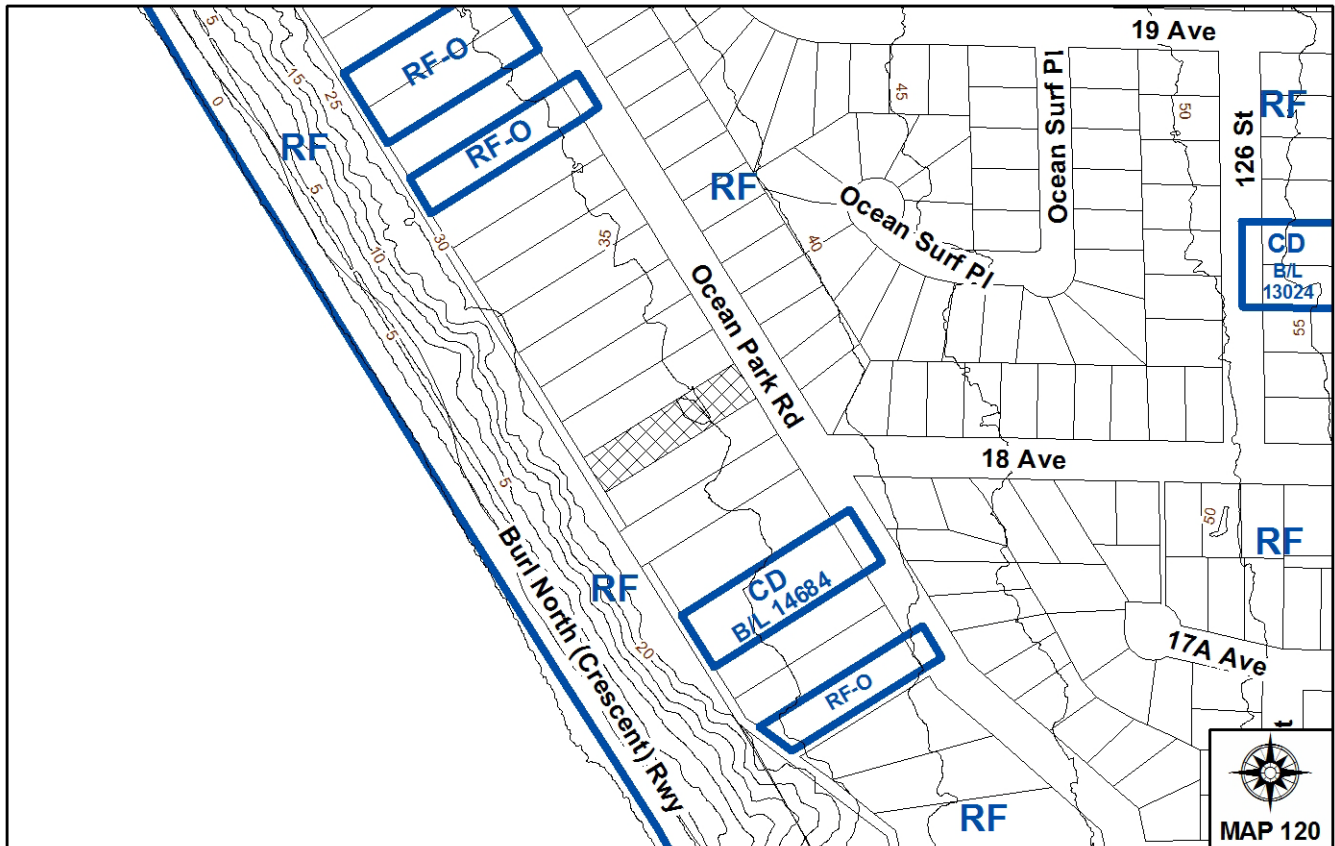 19 Ave
5
RF-O
15
25
0
RF
RF-O
45
50
Ocean Surf Pl
126 St
RF
RF
Ocean Surf Pl
5
10
30
35
40
CD
B/L
13024
55
5
Ocean Park Rd
18 Ave
5
50
RF
Burl North (Crescent) Rwy
RF
CD
B/L 14684
20
17A Ave
RF-O
t
RF
MAP 120